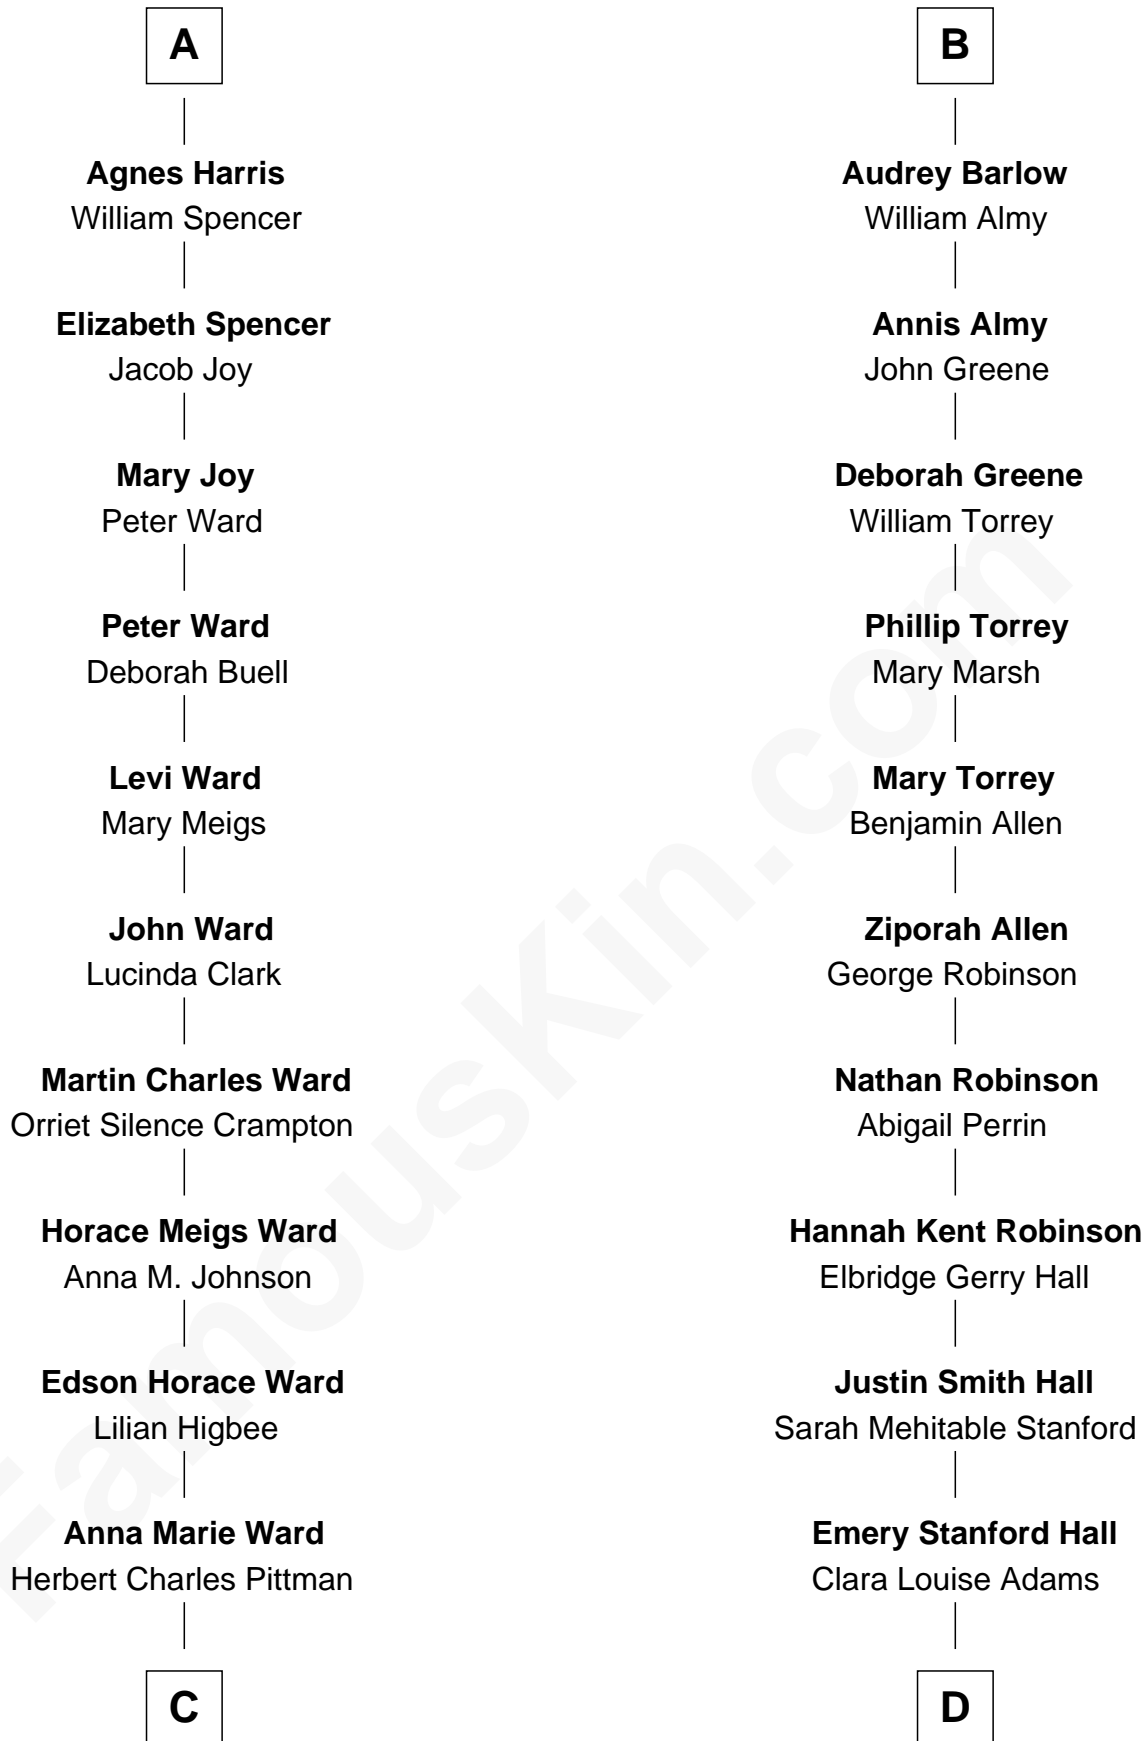 A
Agnes Harris
William Spencer
Elizabeth Spencer
Jacob Joy
Mary Joy
Peter Ward
Peter Ward
Deborah Buell
Levi Ward
Mary Meigs
John Ward
Lucinda Clark
Martin Charles Ward
Orriet Silence Crampton
Horace Meigs Ward
Anna M. Johnson
Edson Horace Ward
Lilian Higbee
Anna Marie Ward
Herbert Charles Pittman
C
B
Audrey Barlow
William Almy
Annis Almy
John Greene
Deborah Greene
William Torrey
Phillip Torrey
Mary Marsh
Mary Torrey
Benjamin Allen
Ziporah Allen
George Robinson
Nathan Robinson
Abigail Perrin
Hannah Kent Robinson
Elbridge Gerry Hall
Justin Smith Hall
Sarah Mehitable Stanford
Emery Stanford Hall
Clara Louise Adams
D
FamousKin.com